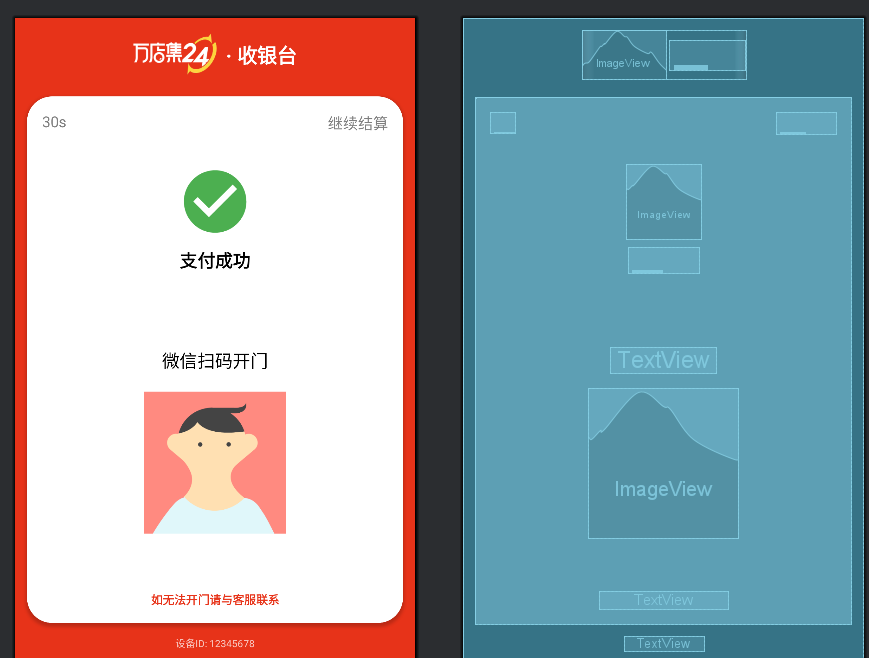 万店集24 · 收银台
30s
继续结算
支付成功
微信扫码开门
如无法开门请与客服联系
设备ID: 12345678
ImageView
ImageView
TextView
ImageView
TextView
TextView